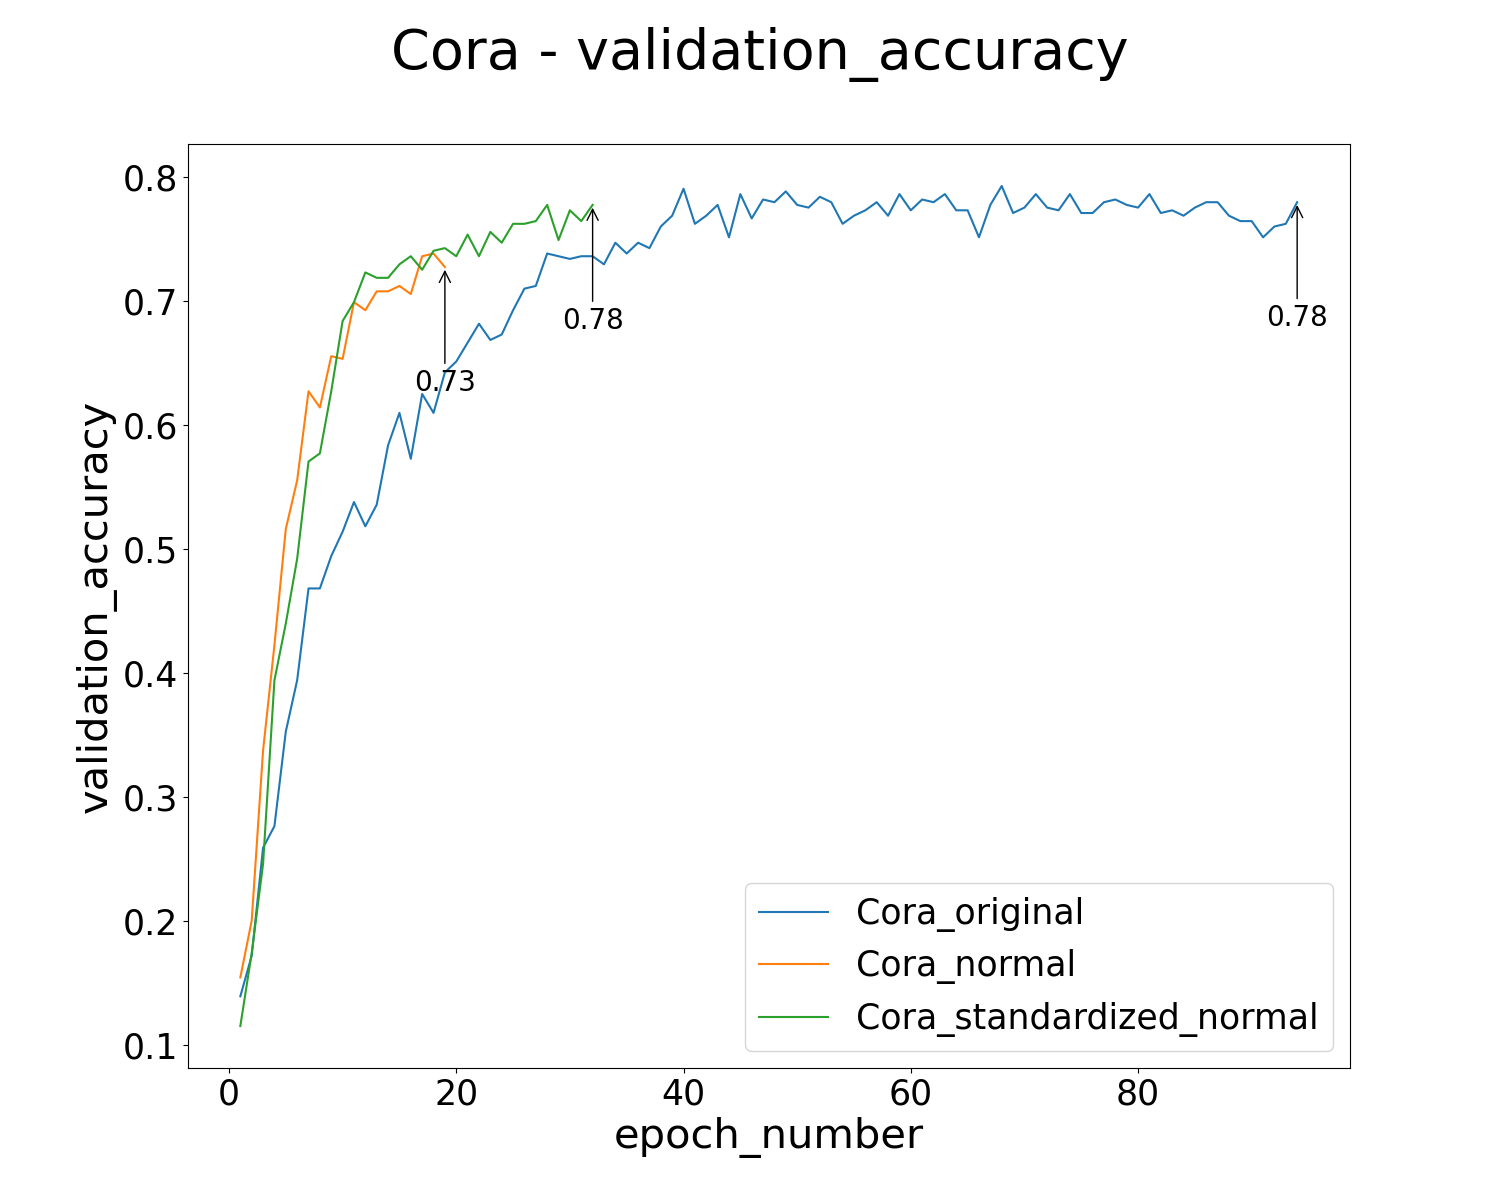 Cora - validation_accuracy
validation_accuracy
0.8
0.7
0.6
0.5
0.4
0.3
0.2
0.1
0.73
0.78
0.78
Cora_original
Cora_normal
Cora_standardized_normal
0 20 40 60 80
epoch_number